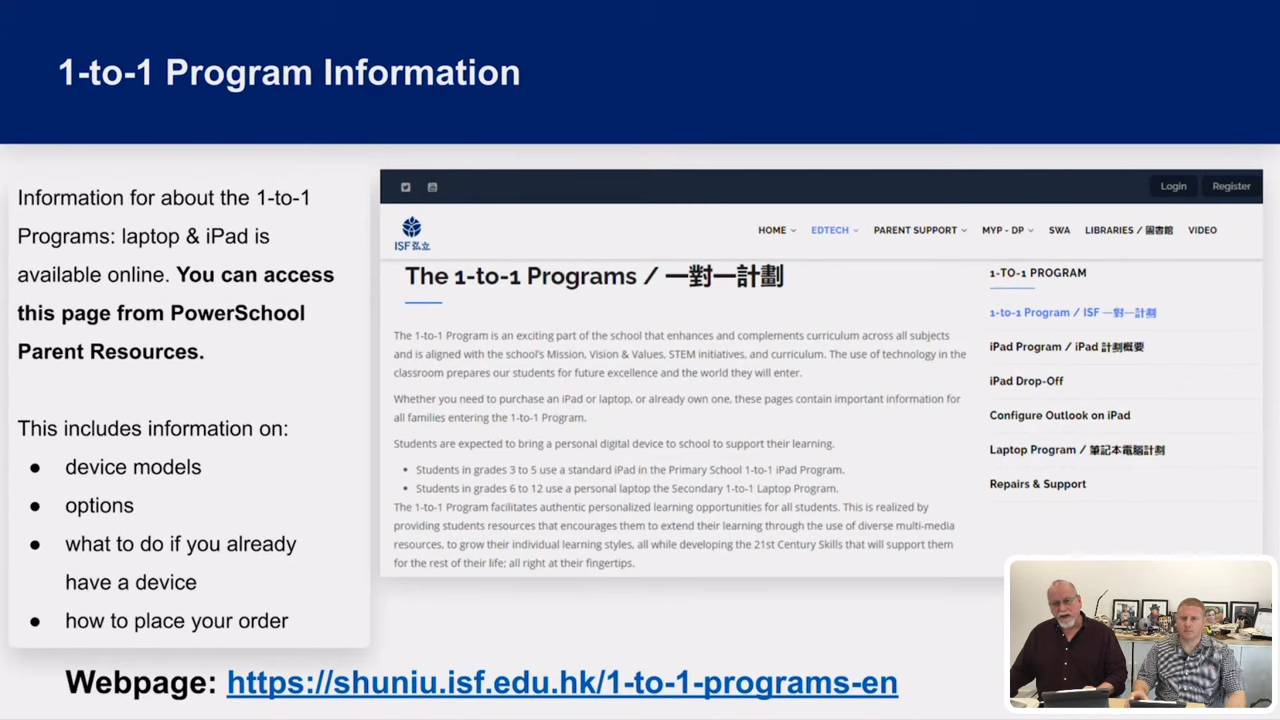 1-to-1 Program Information
Information for about the 1-to-1
Programs: laptop & iPad is
available online. You can access
this page from PowerSchool
Parent Resources.
This includes information on:
● device models
● options
● what to do if you already
have a device
● how to place your order
Login Register
ISF弘立
HOME EDTECH PARENT SUPPORT MYP - DP SWA LIBRARIES / 圖書館 VIDEO
The 1-to-1 Programs / 一對一計劃
The 1-to-1 Program is an exciting part of the school that enhances and complements curriculum across all subjects
and is aligned with the school's Mission, Vision & Values, STEM initiatives, and curriculum. The use of technology in the
classroom prepares our students for future excellence and the world they will enter.
Whether you need to purchase an iPad or laptop, or already own one, these pages contain important information for
all families entering the 1-to-1 Program.
Students are expected to bring a personal digital device to school to support their learning.
• Students in grades 3 to 5 use a standard iPad in the Primary School 1-to-1 iPad Program.
• Students in grades 6 to 12 use a personal laptop the Secondary 1-to-1 Laptop Program.
The 1-to-1 Program facilitates authentic personalized learning opportunities for all students. This is realized by
providing students resources that encourages them to extend their learning through the use of diverse multi-media
resources, to grow their individual learning styles, all while developing the 21st Century Skills that will support them
for the rest of their life; all right at their fingertips.
1-TO-1 PROGRAM
1-to-1 Program / ISF 一對一計劃
iPad Program / iPad 計劃概要
iPad Drop-Off
Configure Outlook on iPad
Laptop Program / 筆記本電腦計劃
Repairs & Support
Webpage: https://shuniu.isf.edu.hk/1-to-1-programs-en